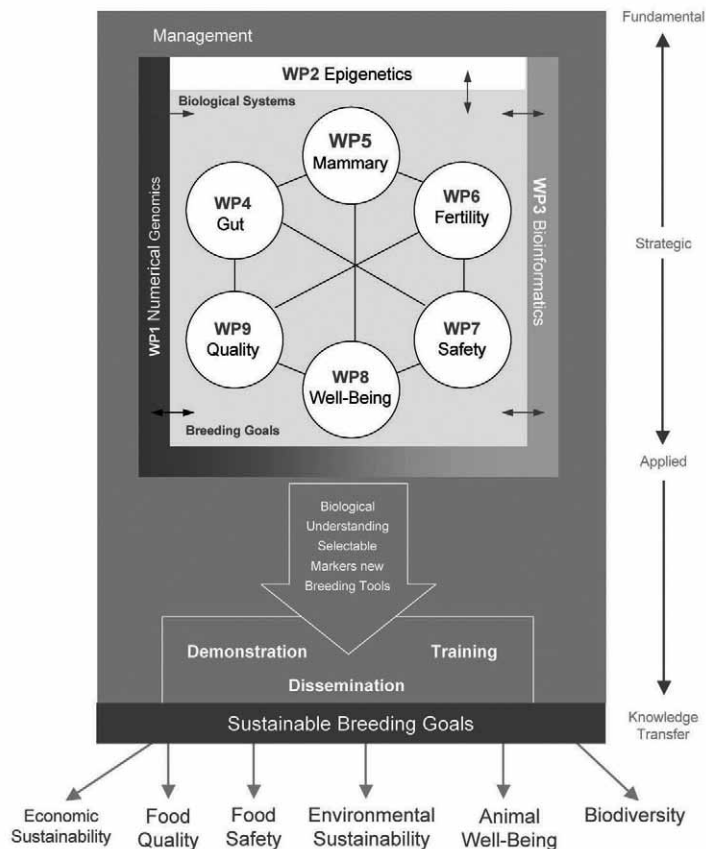 Fundamental
Management
WP2 Epigenetics
Biological Systems
WP5
Mammary
WP4
Gut
WP6
Fertility
WP1 Numerical Genomics
WP3 Bioinformatics
Strategic
WP9
Quality
WP7
Safety
WP8
Well-Being
Breeding Goals
Applied
Biological
Understanding
Selectable
Markers new
Breeding Tools
Demonstration
Training
Dissemination
Sustainable Breeding Goals
Knowledge
Transfer
Economic
Sustainability
Food
Quality
Food
Safety
Environmental
Sustainability
Animal
Well-Being
Biodiversity